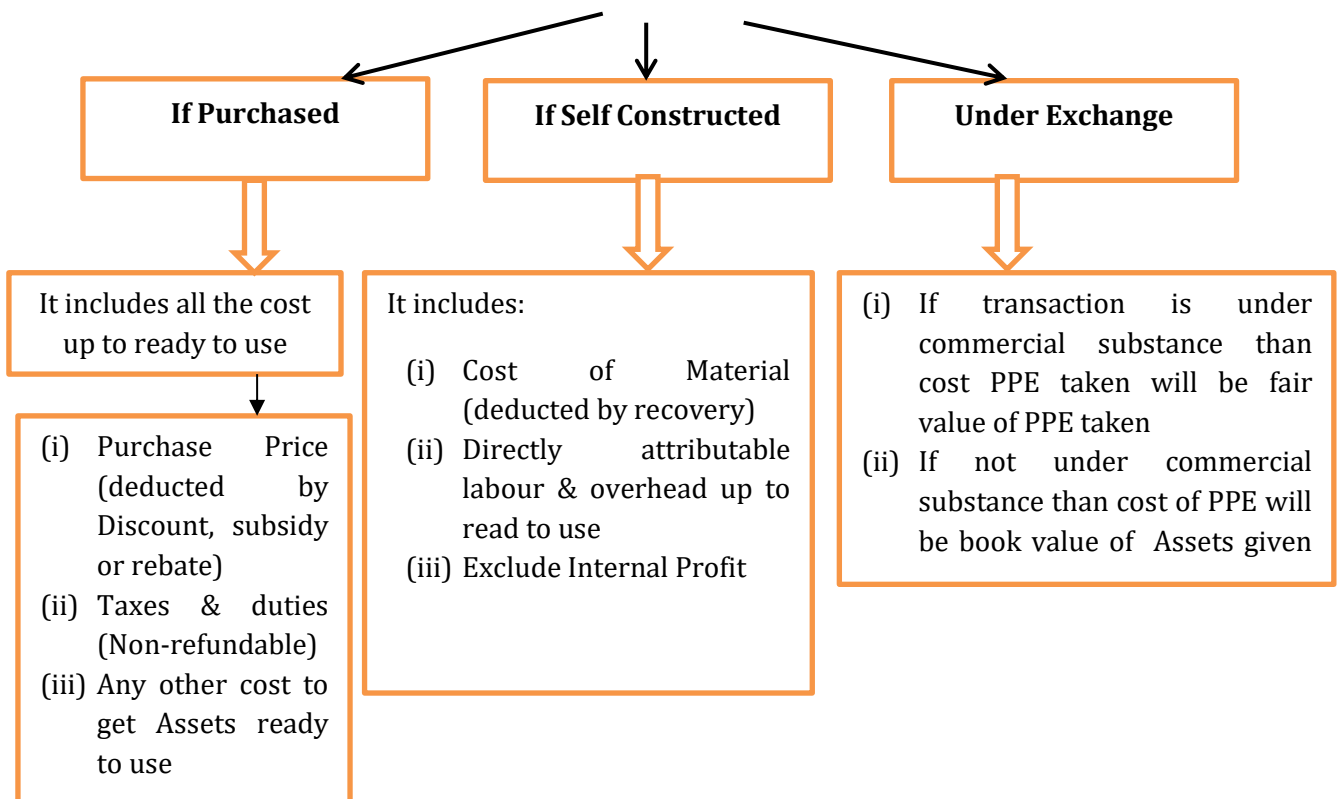 If Purchased
If Self Constructed
Under Exchange
It includes all the cost
up to ready to use
(i) Purchase Price
(deducted by
Discount, subsidy
or rebate)
(ii) Taxes & duties
(Non-refundable)
(iii) Any other cost to
get Assets ready
to use
It includes:
(i) Cost of Material
(deducted by recovery)
(ii) Directly attributable
labour & overhead up to
read to use
(iii) Exclude Internal Profit
(i) If transaction is under
commercial substance than
cost PPE taken will be fair
value of PPE taken
(ii) If not under commercial
substance than cost of PPE will
be book value of Assets given